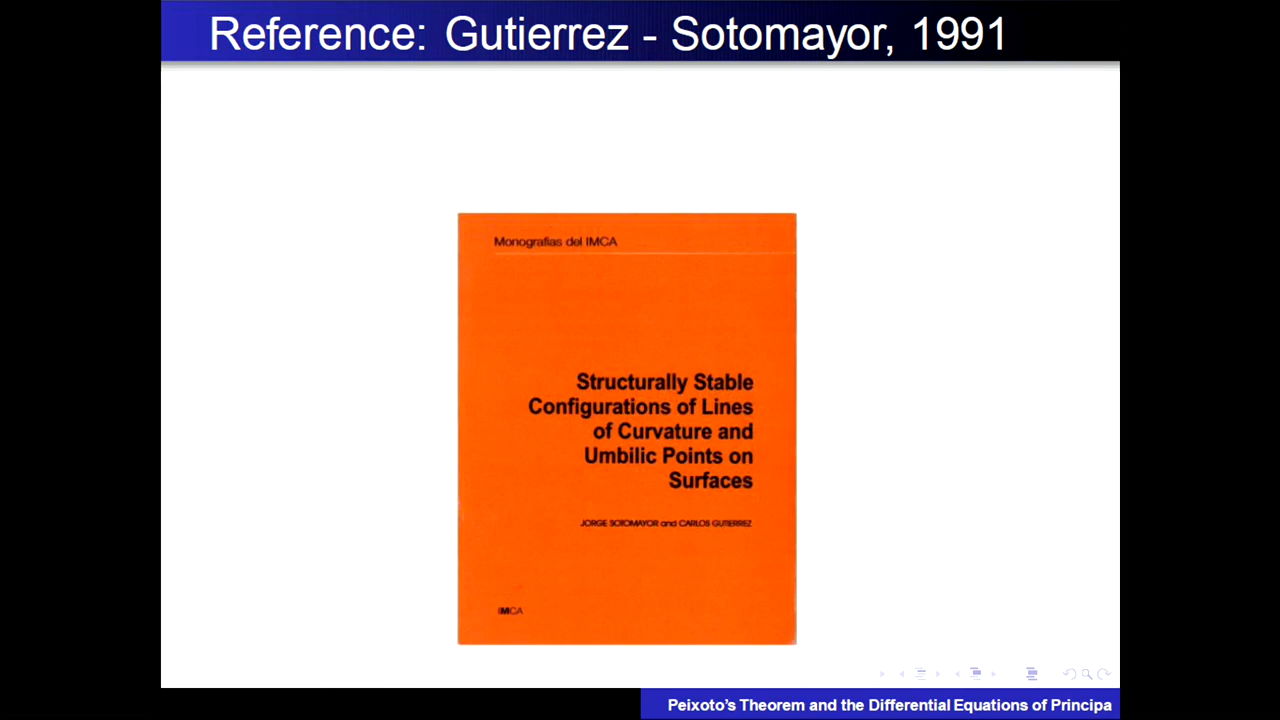 Reference: Gutierrez - Sotomayor, 1991
Monografias del IMCA
Structurally Stable
Configurations of Lines
of Curvature and
Umbilic Points on
Surfaces
JORGE SOTOMAYOR and CARLOS GUTIERREZ
IMCA
Peixoto's Theorem and the Differential Equations of Principa